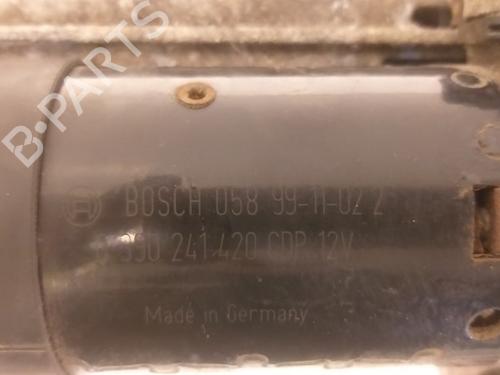 B-PARTS
BOSCH 058 99-11-02 2
0 390 241 420 CDP 12V
Made in Germany